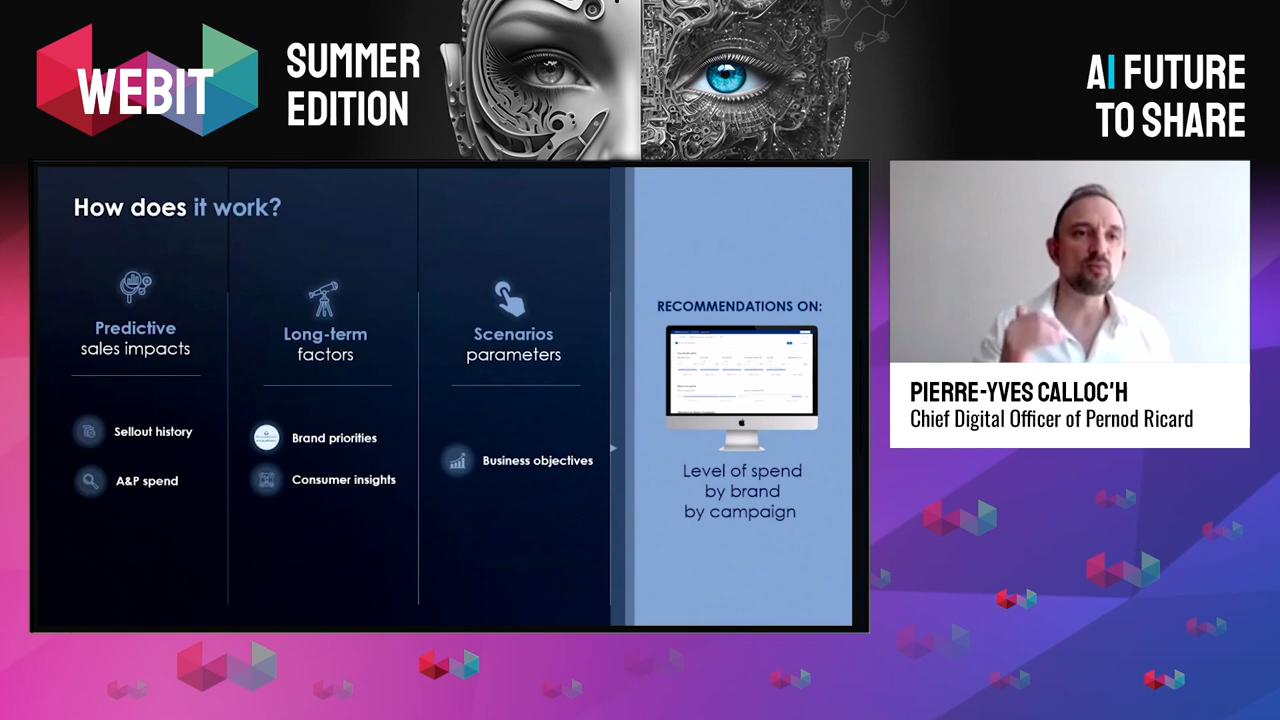 WEBIT
SUMMER
EDITION
AI FUTURE
TO SHARE
How does it work?
Predictive
sales impacts
Sellout history
A&P spend
Long-term
factors
Brand priorities
Consumer insights
Scenarios
parameters
Business objectives
RECOMMENDATIONS ON:
Level of spend
by brand
by campaign
PIERRE-YVES CALLOC'H
Chief Digital Officer of Pernod Ricard